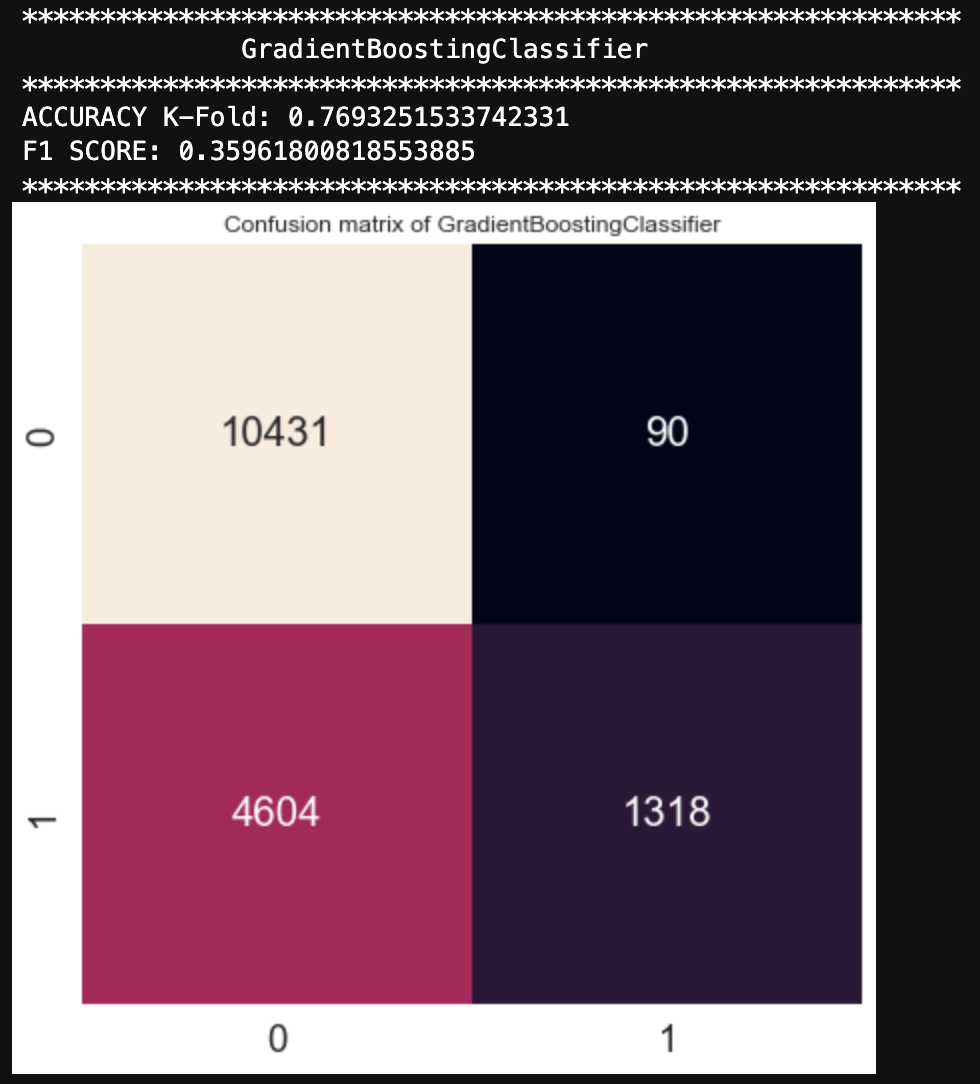 ************************************************************
GradientBoostingClassifier
************************************************************
ACCURACY K-Fold: 0.7693251533742331
F1 SCORE: 0.35961800818553885
************************************************************
Confusion matrix of GradientBoostingClassifier
0 10431 90
1 4604 1318
0 1